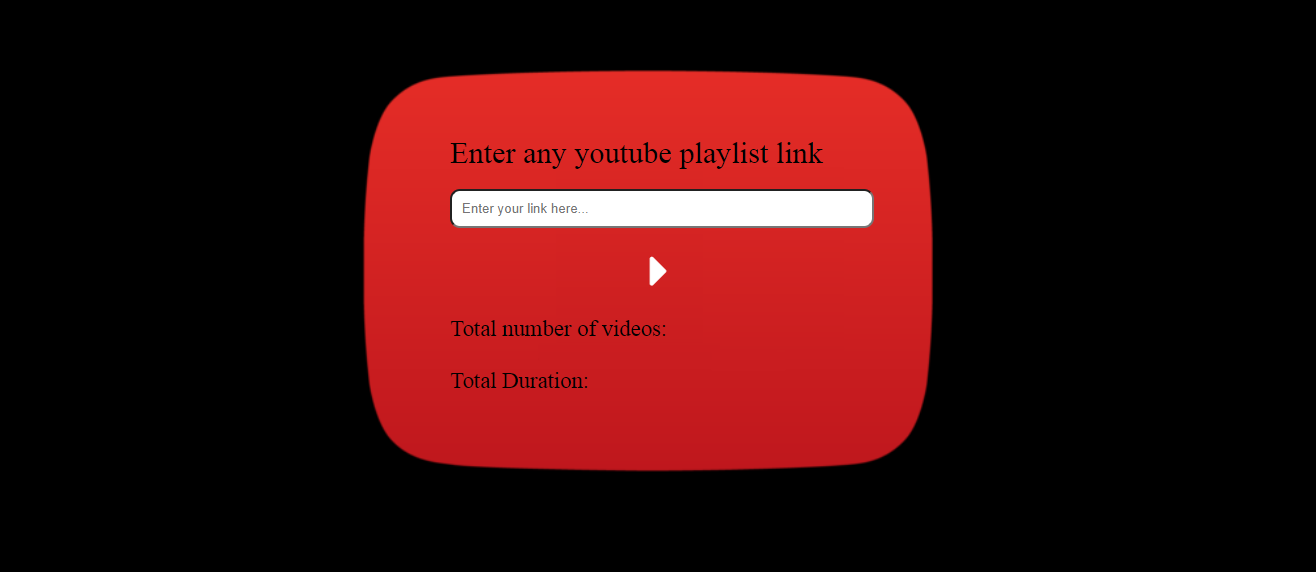 Enter any youtube playlist link
Enter your link here...
Total number of videos:
Total Duration: